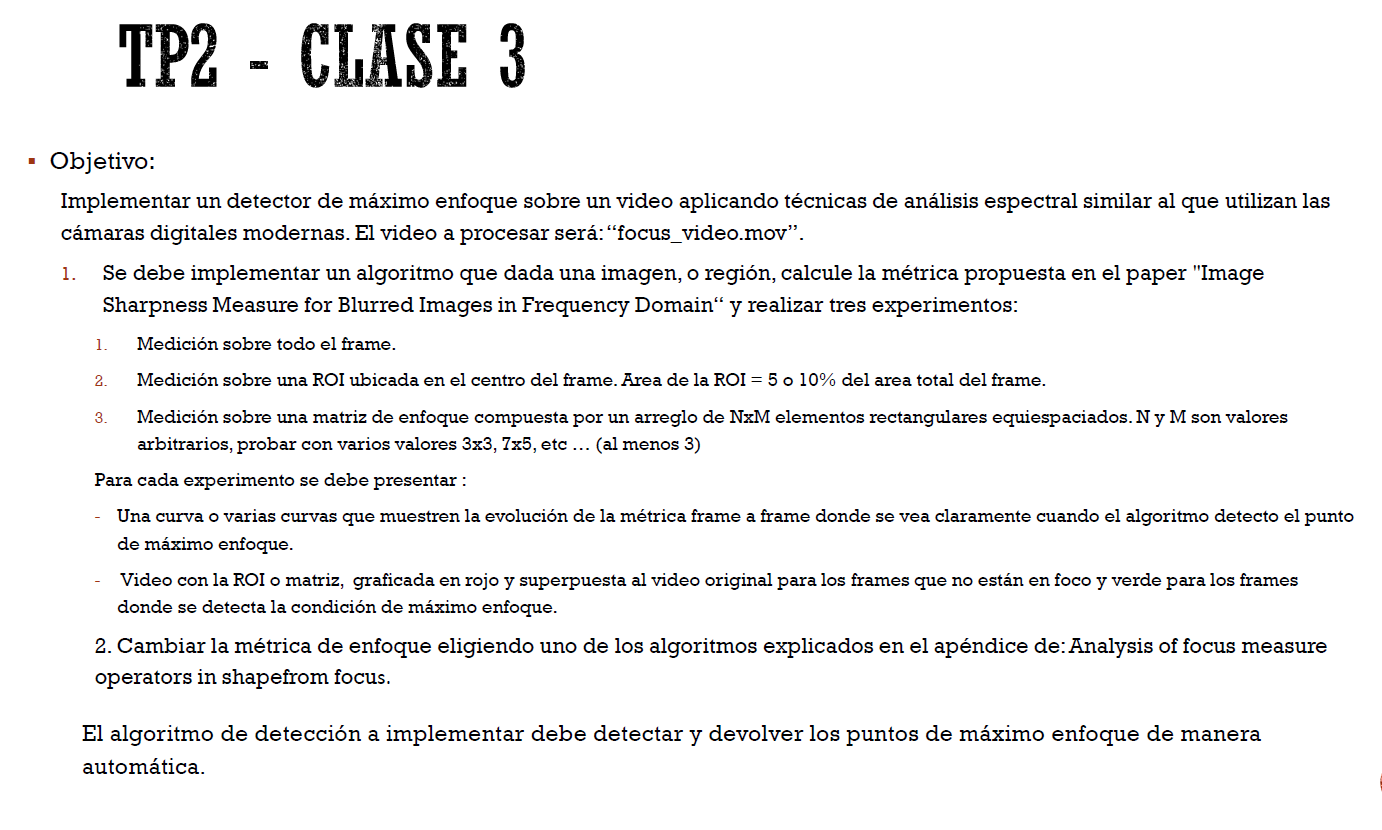 TP2 - CLASE 3
▪ Objetivo:
Implementar un detector de máximo enfoque sobre un video aplicando técnicas de análisis espectral similar al que utilizan las
cámaras digitales modernas. El video a procesar será: “focus_video.mov”.
1. Se debe implementar un algoritmo que dada una imagen, o región, calcule la métrica propuesta en el paper "Image
Sharpness Measure for Blurred Images in Frequency Domain“ y realizar tres experimentos:
1. Medición sobre todo el frame.
2. Medición sobre una ROI ubicada en el centro del frame. Area de la ROI = 5 o 10% del area total del frame.
3. Medición sobre una matriz de enfoque compuesta por un arreglo de NxM elementos rectangulares equiespaciados. N y M son valores
arbitrarios, probar con varios valores 3x3, 7x5, etc … (al menos 3)
Para cada experimento se debe presentar :
- Una curva o varias curvas que muestren la evolución de la métrica frame a frame donde se vea claramente cuando el algoritmo detecto el punto
de máximo enfoque.
- Video con la ROI o matriz, graficada en rojo y superpuesta al video original para los frames que no están en foco y verde para los frames
donde se detecta la condición de máximo enfoque.
2. Cambiar la métrica de enfoque eligiendo uno de los algoritmos explicados en el apéndice de: Analysis of focus measure
operators in shapefrom focus.
El algoritmo de detección a implementar debe detectar y devolver los puntos de máximo enfoque de manera
automática.